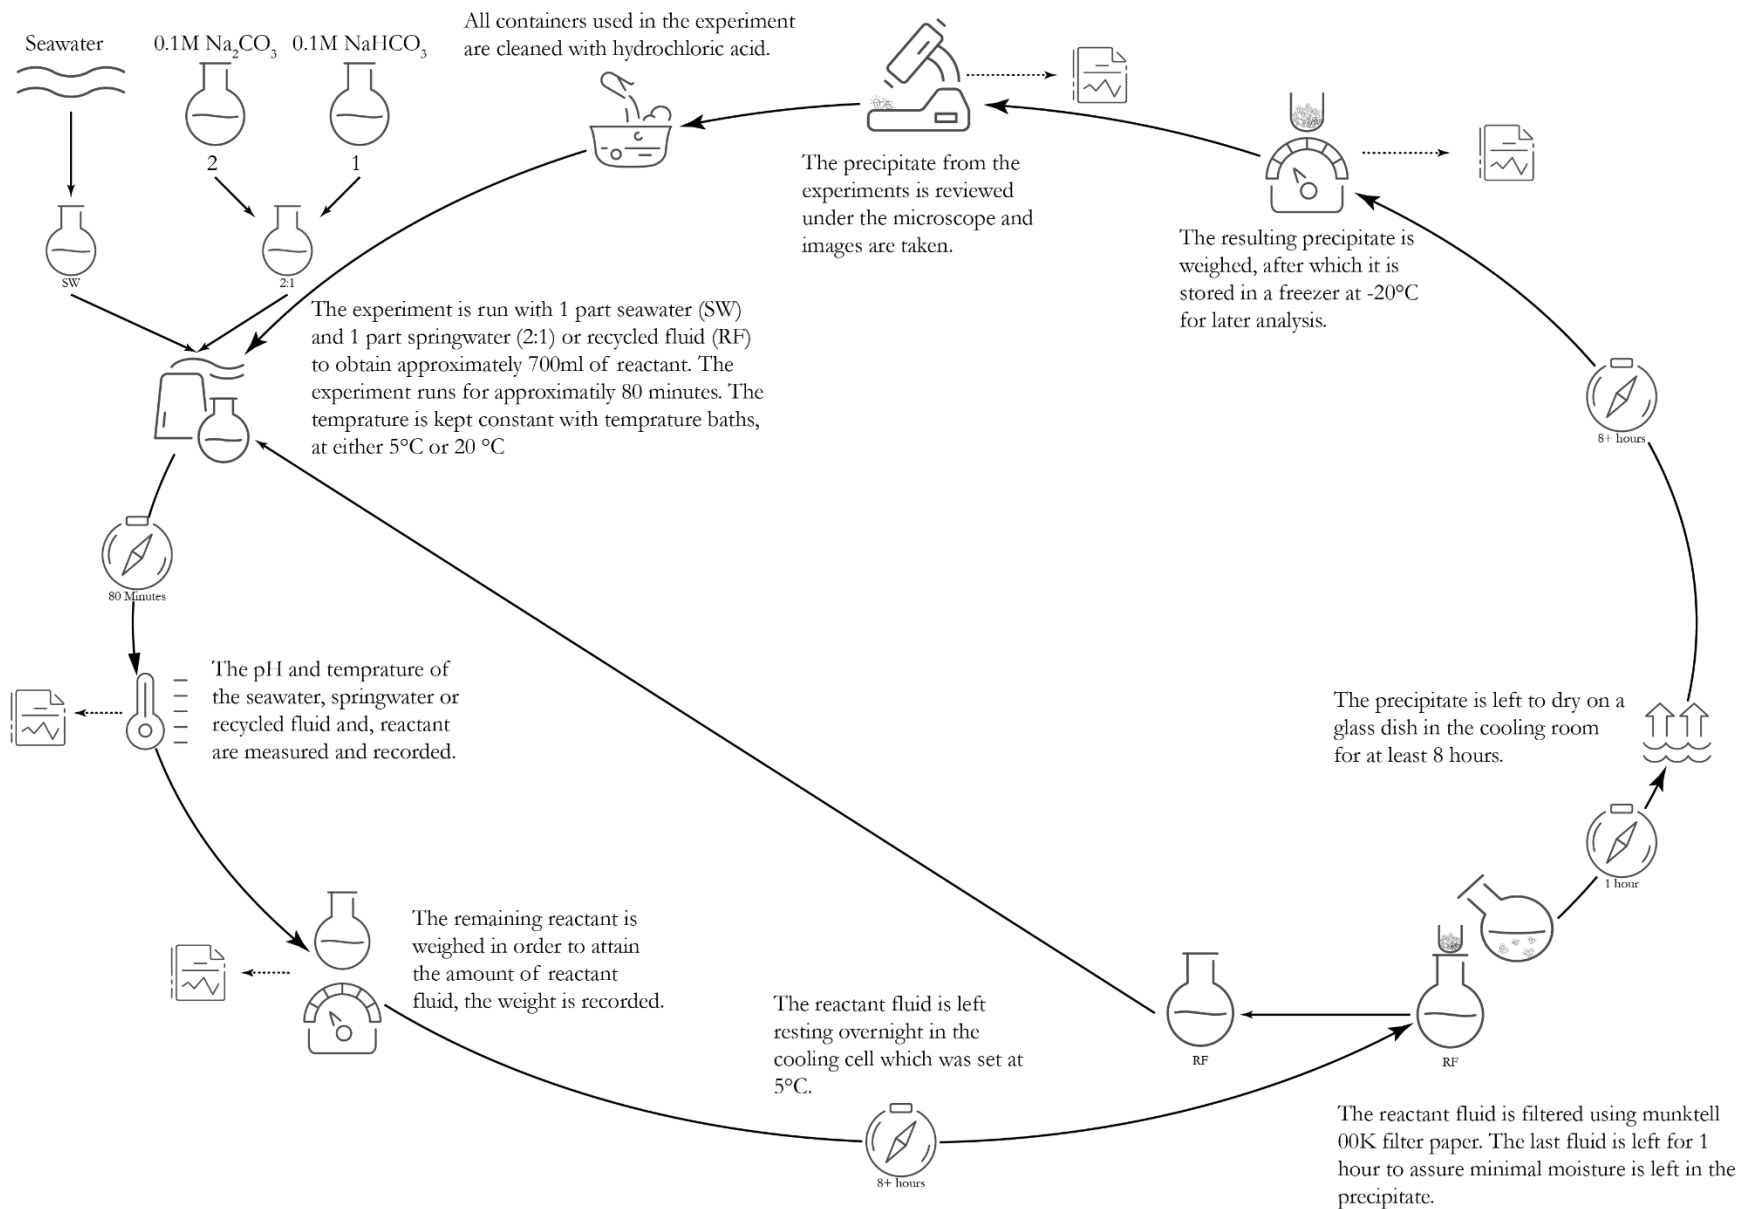 Seawater
0.1M Na₂CO₃
0.1M NaHCO₃
2
1
SW
2:1
All containers used in the experiment
are cleaned with hydrochloric acid.
The precipitate from the
experiments is reviewed
under the microscope and
images are taken.
The resulting precipitate is
weighed, after which it is
stored in a freezer at -20°C
for later analysis.
The experiment is run with 1 part seawater (SW)
and 1 part springwater (2:1) or recycled fluid (RF)
to obtain approximately 700ml of reactant. The
experiment runs for approximatily 80 minutes. The
temprature is kept constant with temprature baths,
at either 5°C or 20 °C
8+ hours
80 Minutes
The pH and temprature of
the seawater, springwater or
recycled fluid and, reactant
are measured and recorded.
The precipitate is left to dry on a
glass dish in the cooling room
for at least 8 hours.
1 hour
The remaining reactant is
weighed in order to attain
the amount of reactant
fluid, the weight is recorded.
The reactant fluid is left
resting overnight in the
cooling cell which was set at
5°C.
RF
RF
8+ hours
The reactant fluid is filtered using munktell
00K filter paper. The last fluid is left for 1
hour to assure minimal moisture is left in the
precipitate.